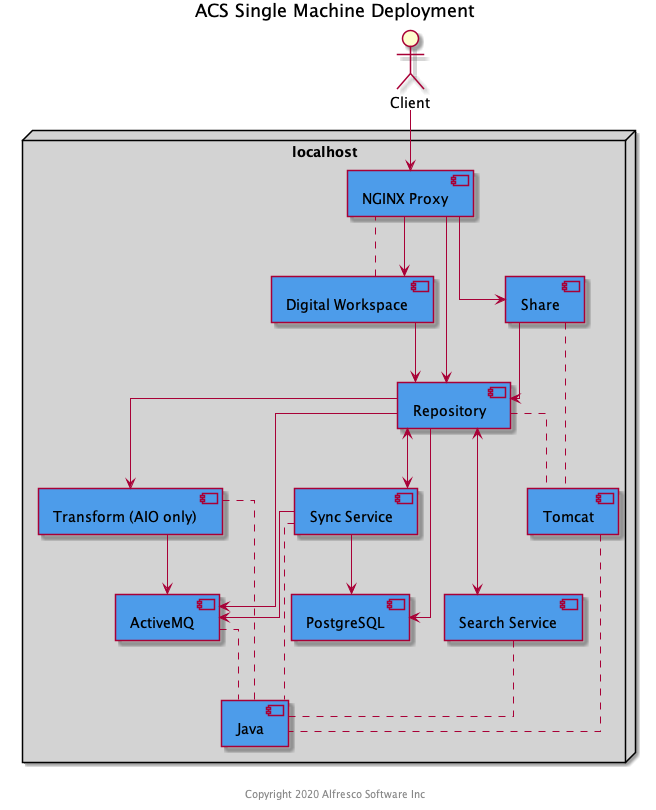 ACS Single Machine Deployment
Client
localhost
NGINX Proxy
Digital Workspace
Share
Repository
Transform (AIO only)
Sync Service
Tomcat
ActiveMQ
PostgreSQL
Search Service
Java
Copyright 2020 Alfresco Software Inc